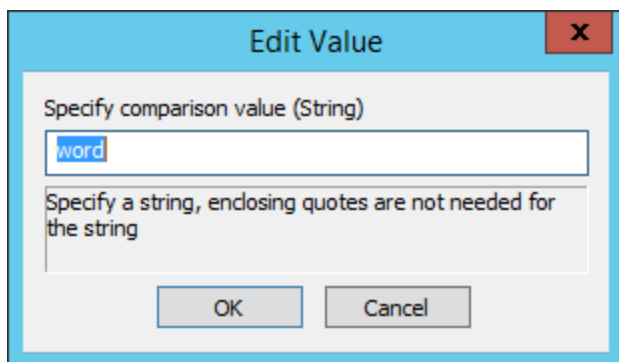 Edit Value
x
Specify comparison value (String)
word
Specify a string, enclosing quotes are not needed for
the string
OK Cancel